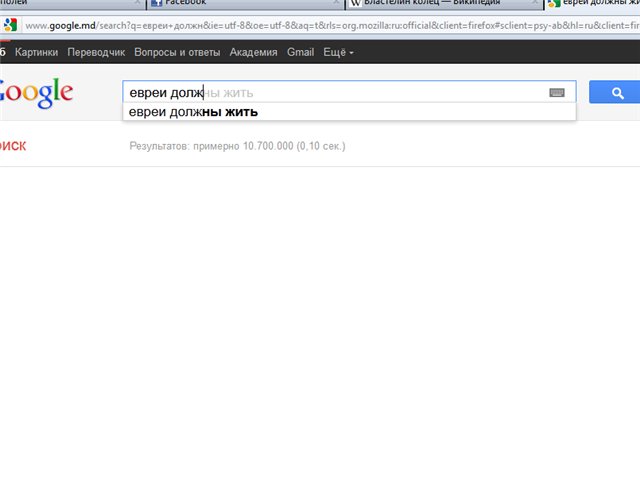 полей Facebook Властелин колец — Википедия евреи должны жи
www.google.md/search?q=евреи+должн&ie=utf-8&oe=utf-8&aq=t&rls=org.mozilla:ru:official&client=firefox#sclient=psy-ab&hl=ru&client=fir
б Картинки Переводчик Вопросы и ответы Академия Gmail Ещё
Google евреи должны жить
евреи должны жить
ОИСК Результатов: примерно 10.700.000 (0,10 сек.)